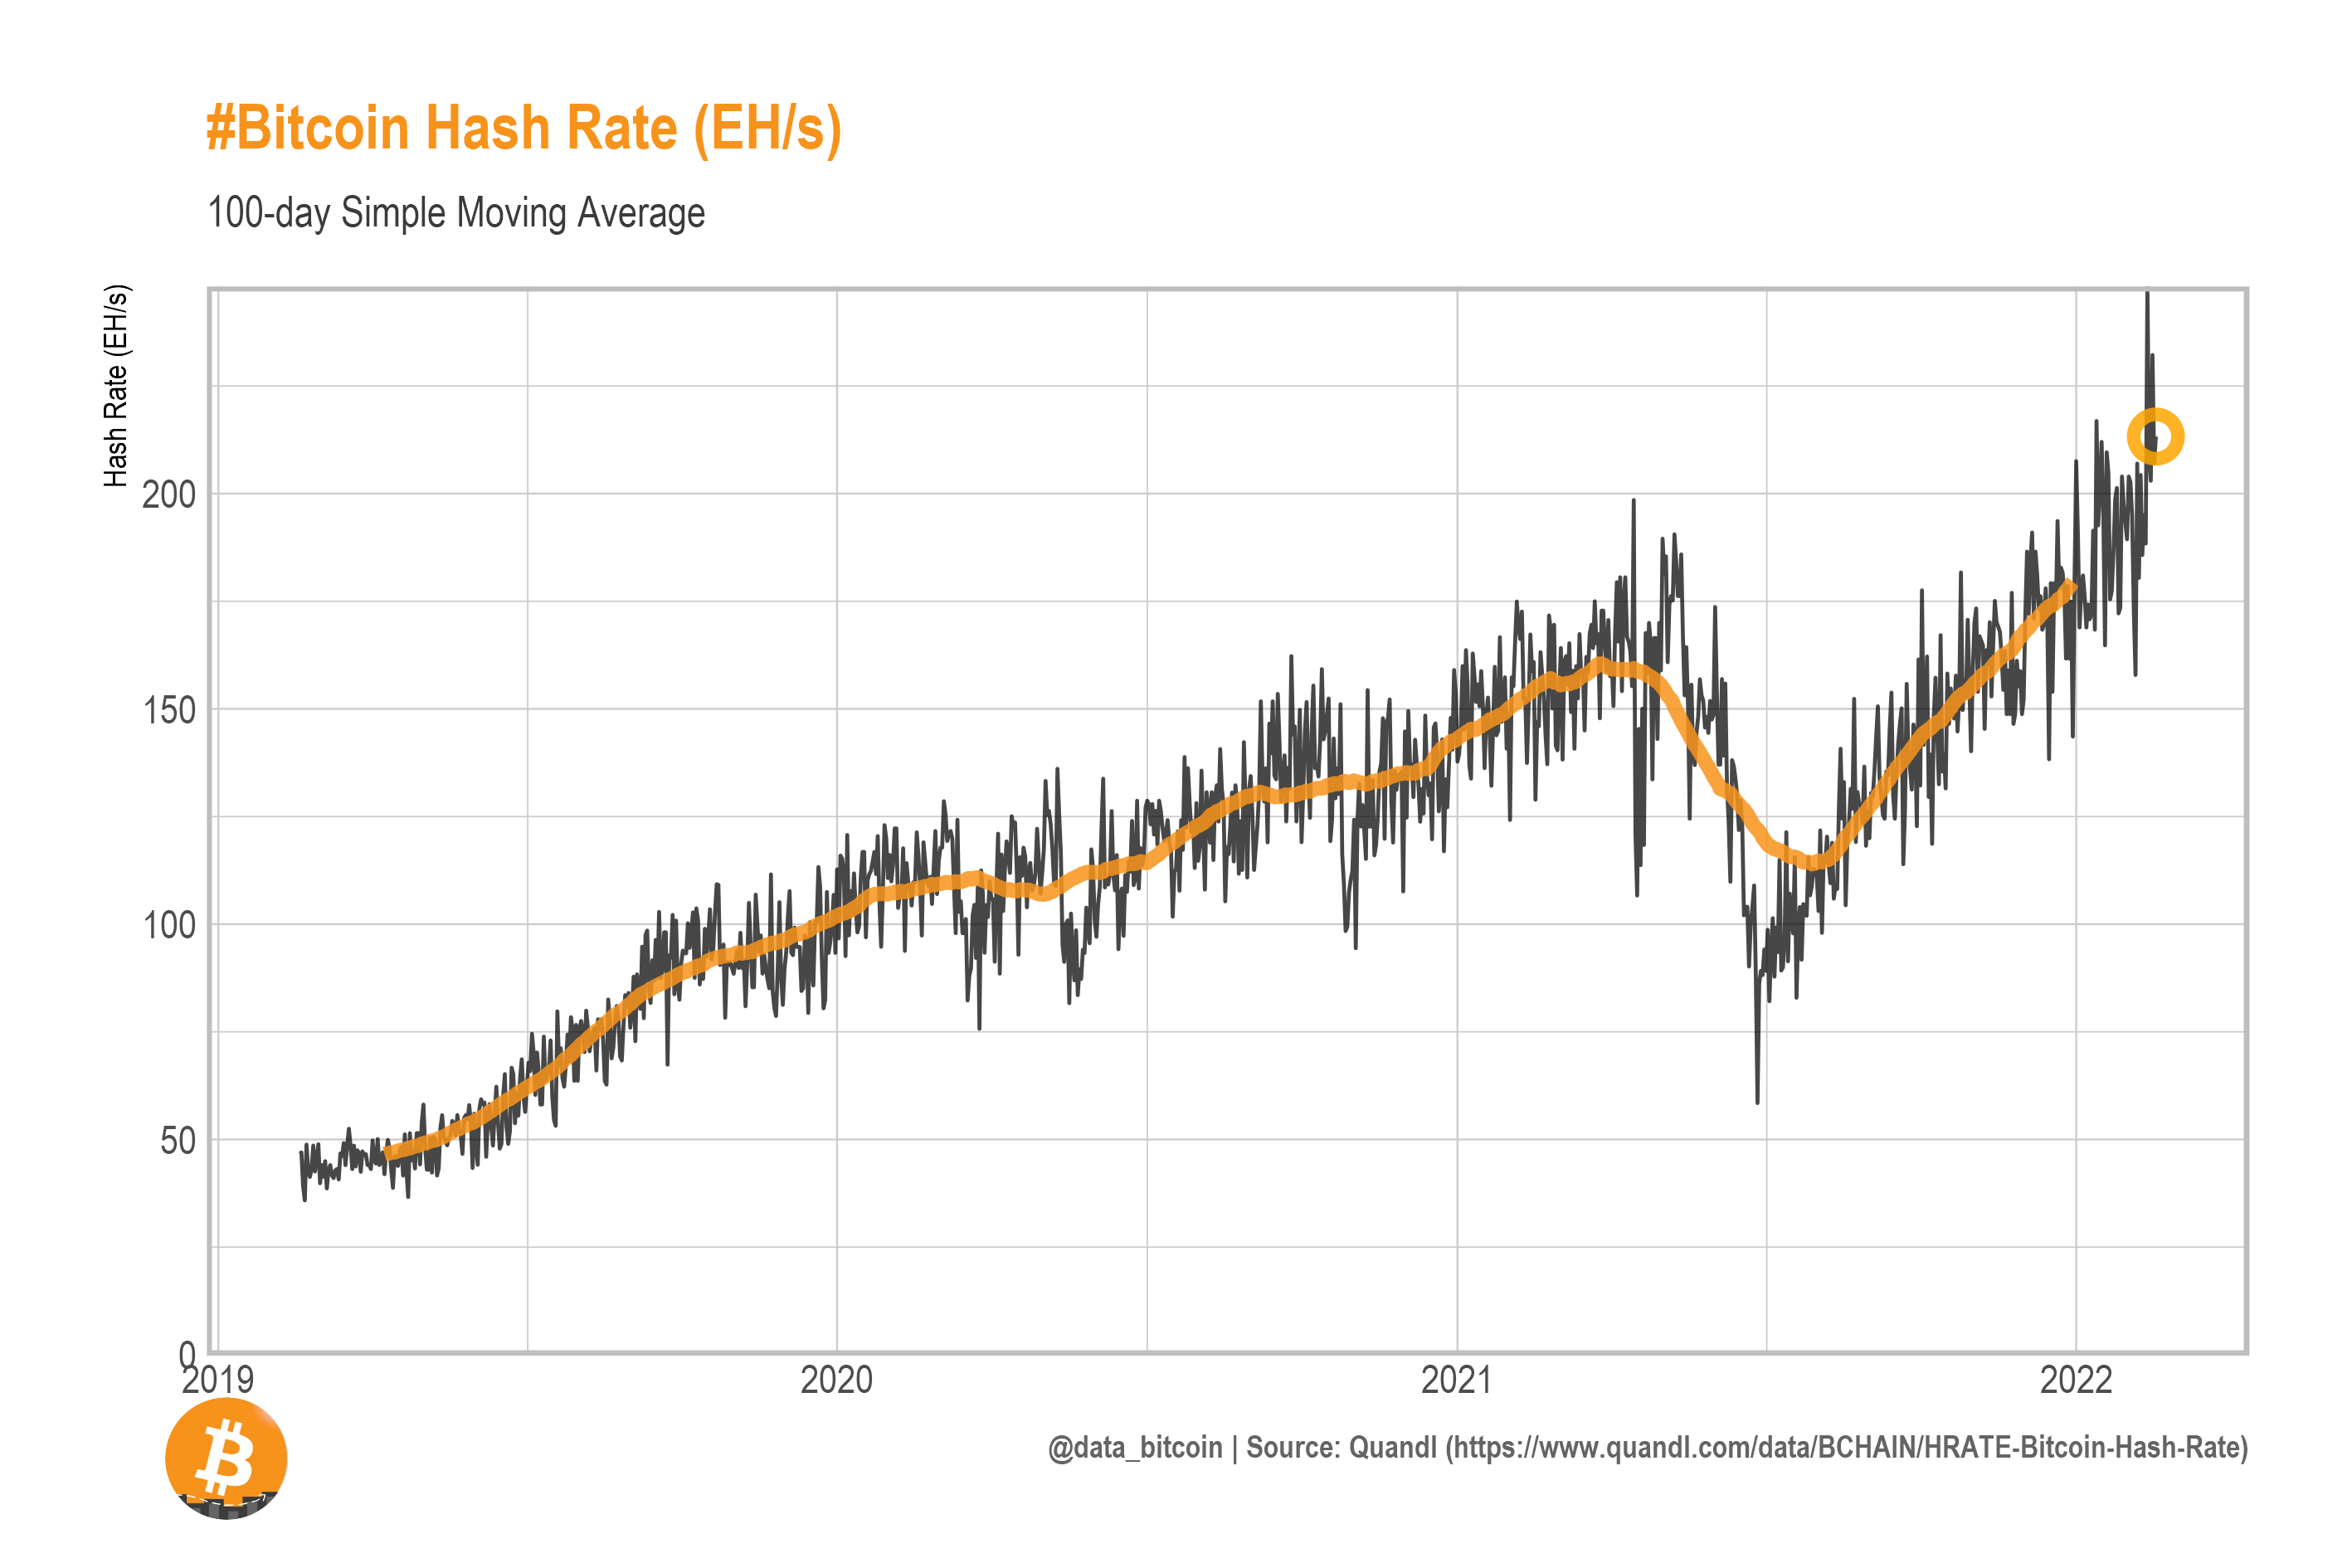 #Bitcoin Hash Rate (EH/s)
100-day Simple Moving Average
Hash Rate (EH/s)
200
150
100
50
0
2019
2020
2021
2022
@data_bitcoin | Source: Quandl (https://www.quandl.com/data/BCHAIN/HRATE-Bitcoin-Hash-Rate)